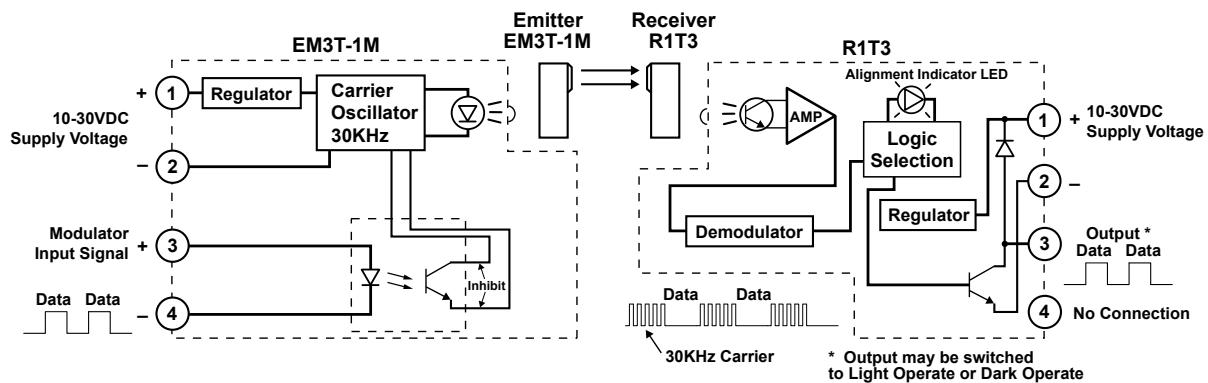 Emitter
EM3T-1M
Receiver
R1T3
EM3T-1M
+ 1
Regulator
Carrier
Oscillator
30KHz
10-30VDC
Supply Voltage
– 2
Modulator
Input Signal
+ 3
Inhibit
Data Data
– 4
R1T3
Alignment Indicator LED
AMP
Logic
Selection
1 + 10-30VDC
Supply Voltage
2 –
Regulator
Demodulator
3
Output *
Data Data
4 No Connection
Data Data
30KHz Carrier
* Output may be switched
to Light Operate or Dark Operate